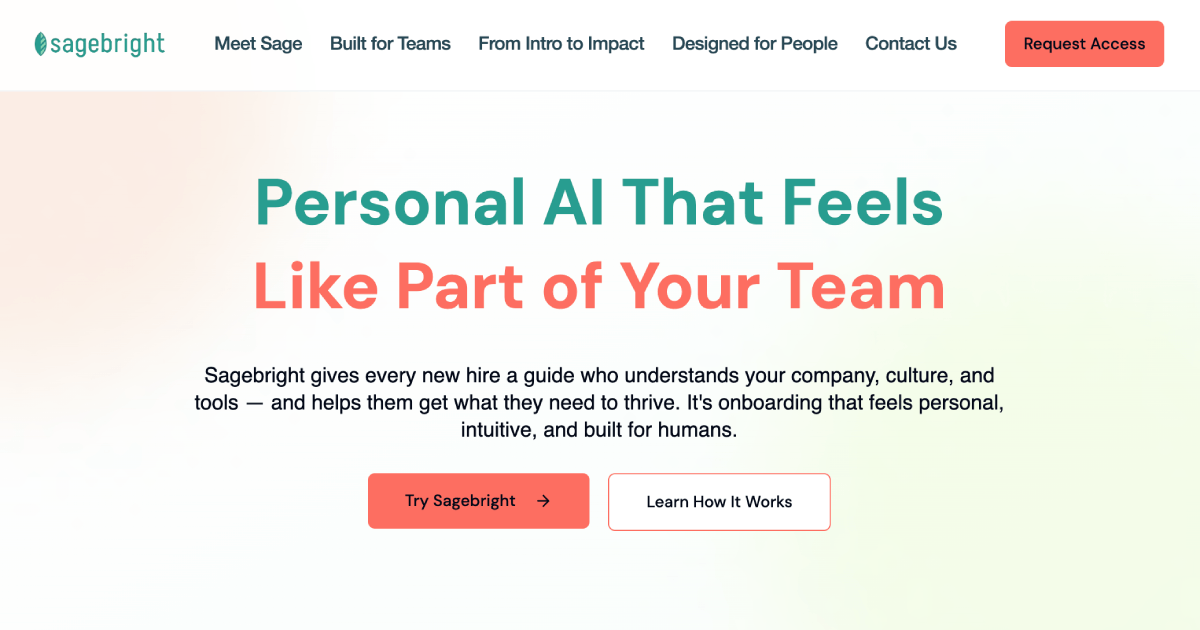 sagebright
Meet Sage
Built for Teams
From Intro to Impact
Designed for People
Contact Us
Request Access
Personal AI That Feels
Like Part of Your Team
Sagebright gives every new hire a guide who understands your company, culture, and
tools — and helps them get what they need to thrive. It's onboarding that feels personal,
intuitive, and built for humans.
Try Sagebright →
Learn How It Works